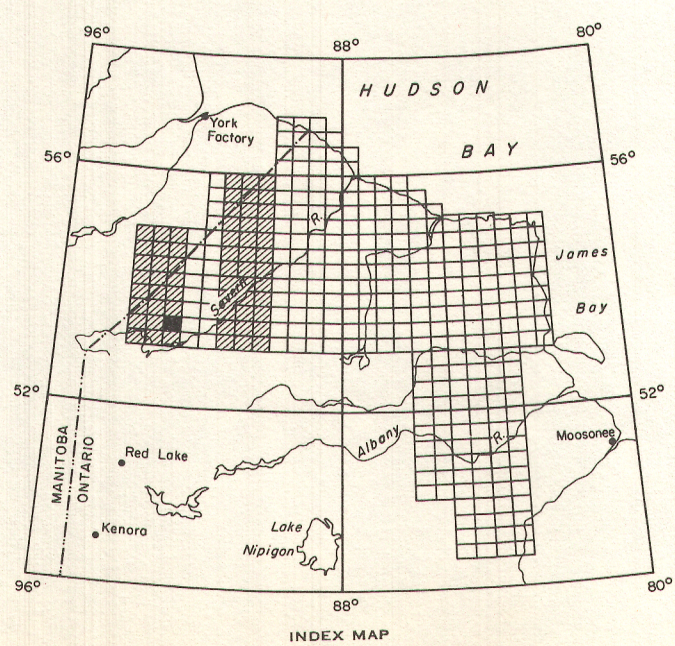 96°
88°
80°
HUDSON
BAY
York
Factory
56°
56°
R.
James
Severn
Bay
52°
52°
MANITOBA
ONTARIO
Red Lake
Albany
R.
Moosonee
Kenora
Lake
Nipigon
96°
88°
80°
INDEX MAP